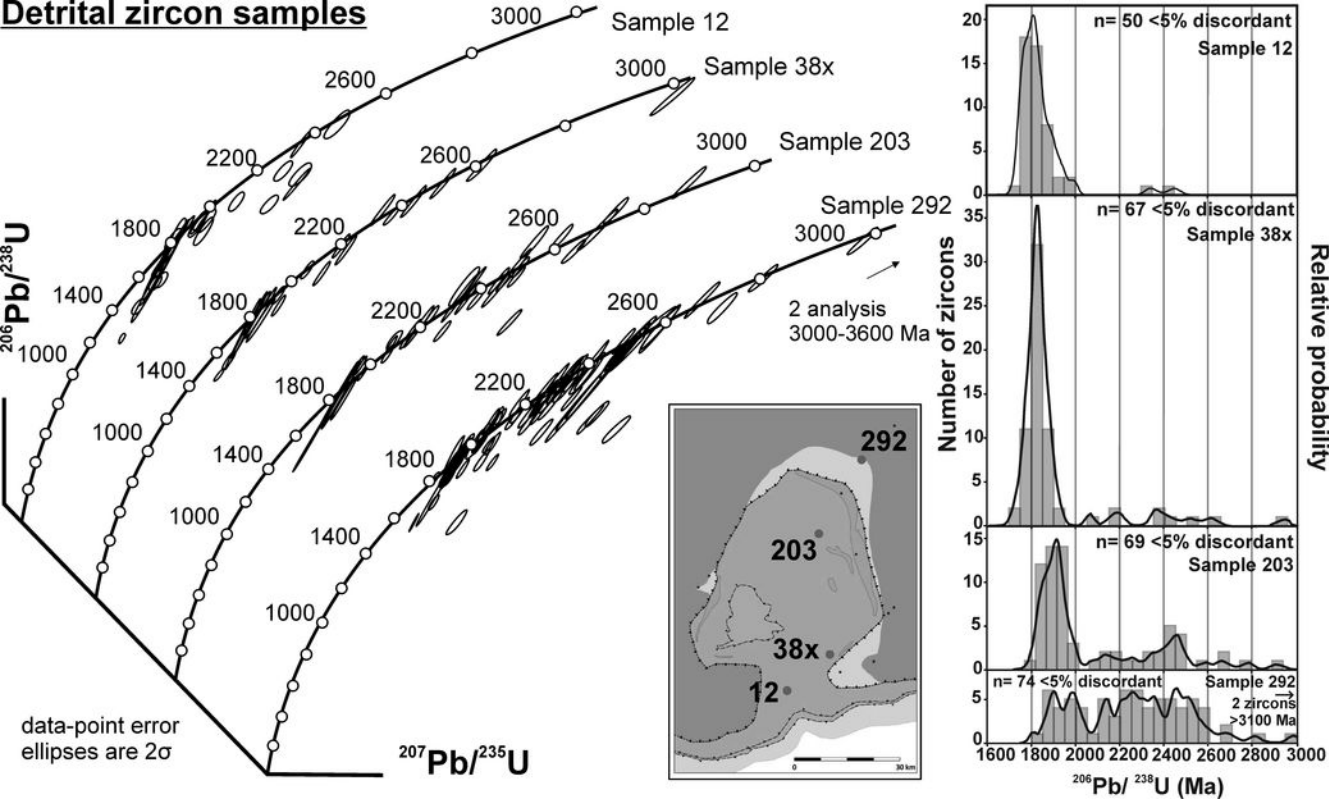 Detrital zircon samples
3000
Sample 12
2600
2200
1800
1400
1000
3000
Sample 38x
2600
2200
1800
1400
1000
3000
Sample 203
2600
2200
1800
1400
1000
Sample 292
3000
2 analysis
3000-3600 Ma
2600
2200
1800
1400
1000
²⁰⁶Pb/²³⁸U
²⁰⁷Pb/²³⁵U
data-point error
ellipses are 2σ
292
203
38x
12
0
30 km
Number of zircons
Relative probability
n= 50 <5% discordant
Sample 12
20
15
10
5
0
n= 67 <5% discordant
Sample 38x
35
30
25
20
15
10
5
0
n= 69 <5% discordant
Sample 203
15
10
5
0
n= 74 <5% discordant
Sample 292
2 zircons
>3100 Ma
5
0
1600
1800
2000
2200
2400
2600
2800
3000
²⁰⁶Pb/ ²³⁸U (Ma)